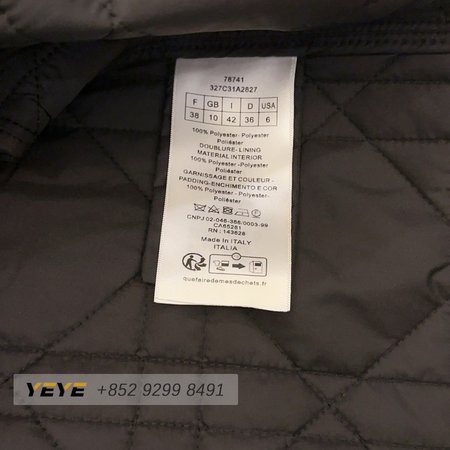 78741
327C31A2827
F GB I D USA
38 10 42 36 6
100% Polyester- Polyester
Poliéster
DOUBLURE - LINING
MATERIAL INTERIOR
100% Polyester- Polyester
Poliéster
GARNISSAGE ET COULEUR -
PADDING-ENCHIMENTO E COR
100% Polyester- Polyester-
Poliéster
CNPJ 02-046-386/0003-99
CA65281
RN : 143628
Made In ITALY
ITALIA
quefairedemesdechets.fr
YEYE +852 9299 8491